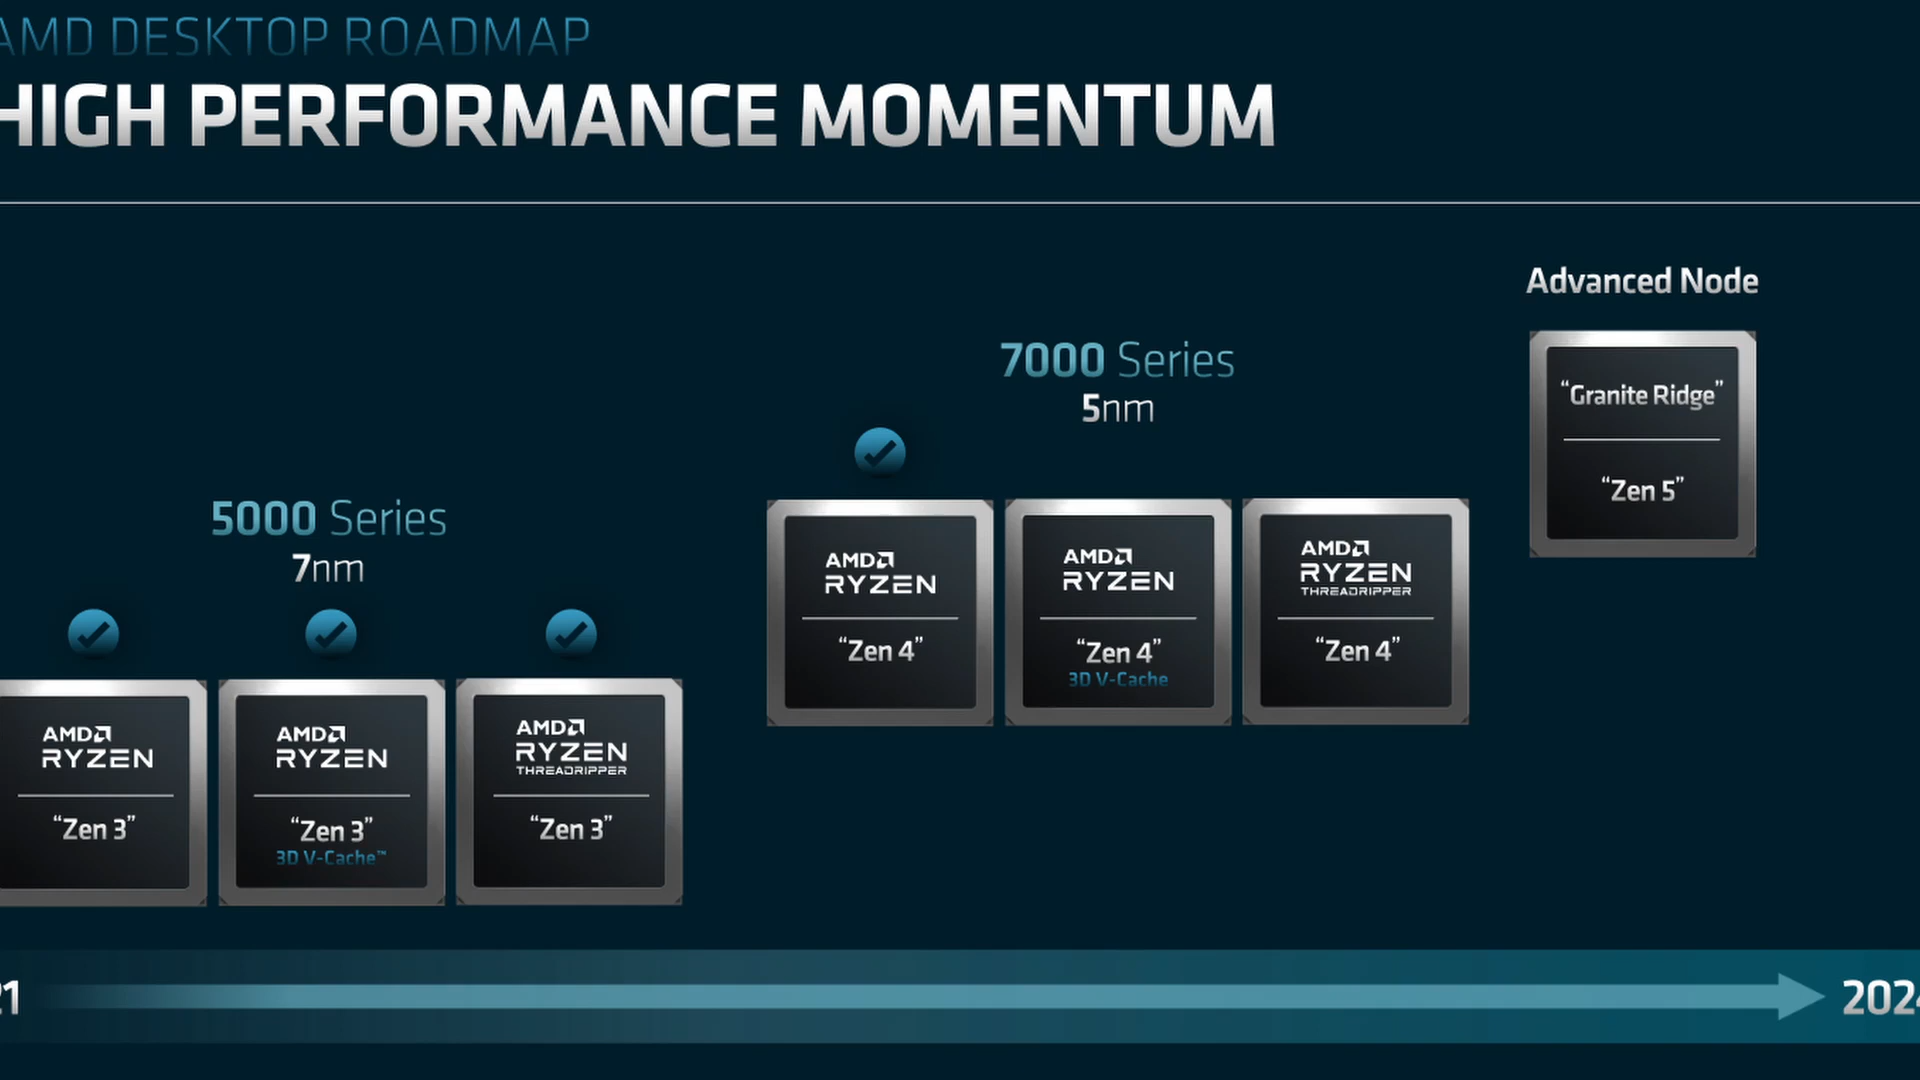 AMD DESKTOP ROADMAP
HIGH PERFORMANCE MOMENTUM
Advanced Node
"Granite Ridge"
"Zen 5"
7000 Series
5nm
AMD
RYZEN
"Zen 4"
AMD
RYZEN
"Zen 4"
3D V-Cache
AMD
RYZEN
THREADRIPPER
"Zen 4"
5000 Series
7nm
AMD
RYZEN
"Zen 3"
AMD
RYZEN
"Zen 3"
3D V-Cache™
AMD
RYZEN
THREADRIPPER
"Zen 3"
21
2024